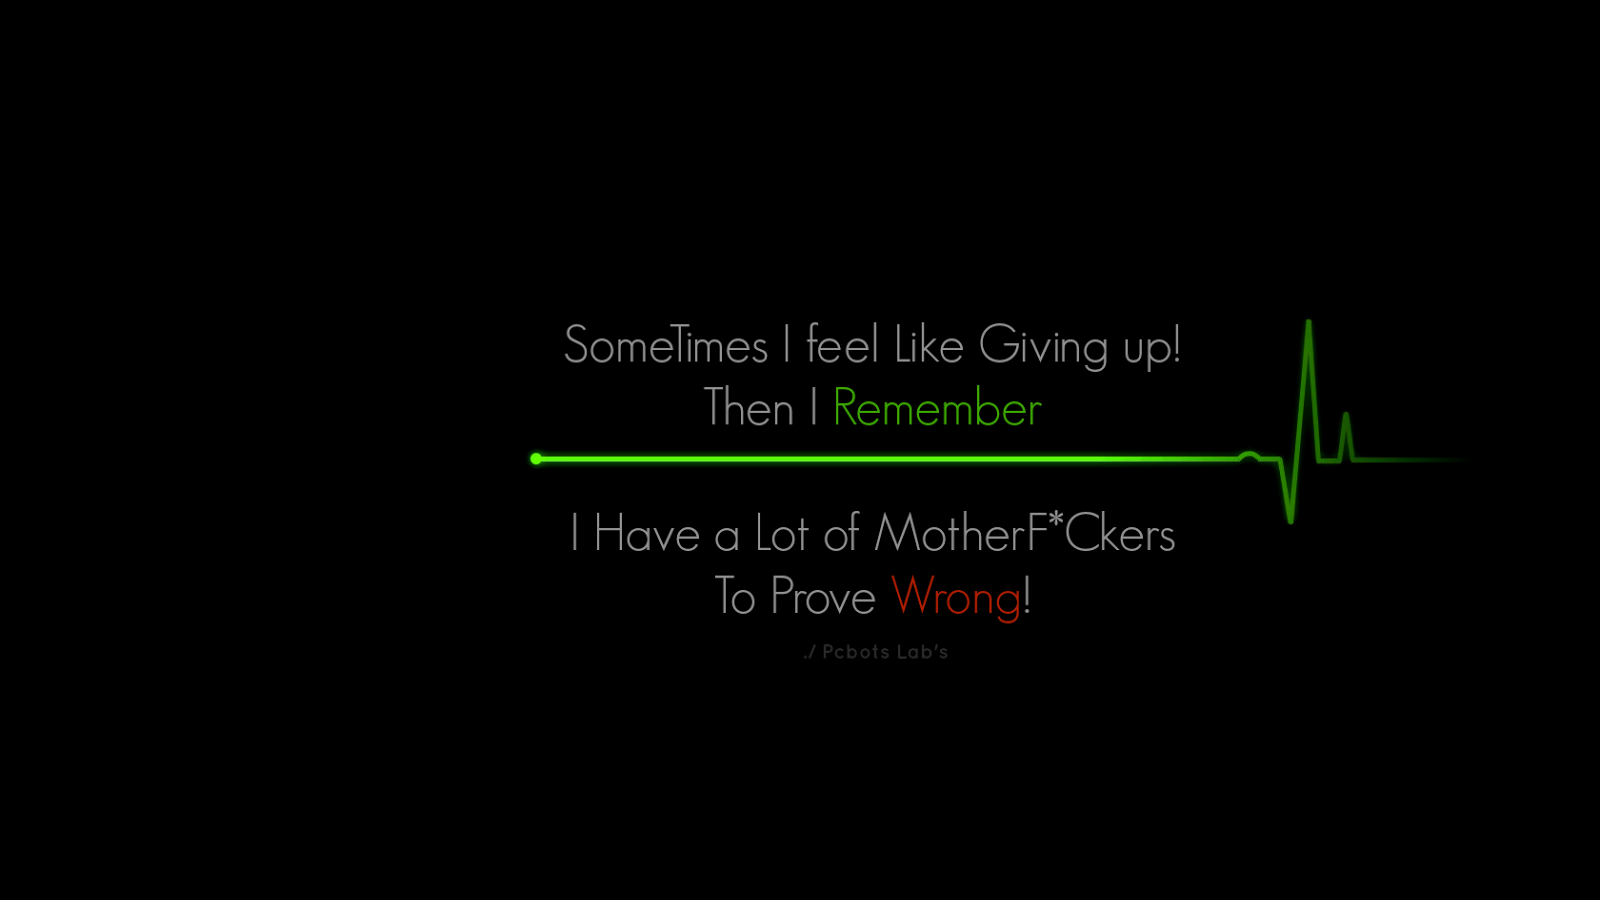 SomeTimes I feel Like Giving up!
Then I Remember
I Have a Lot of MotherF*Ckers
To Prove Wrong!
./ Pcbots Lab's